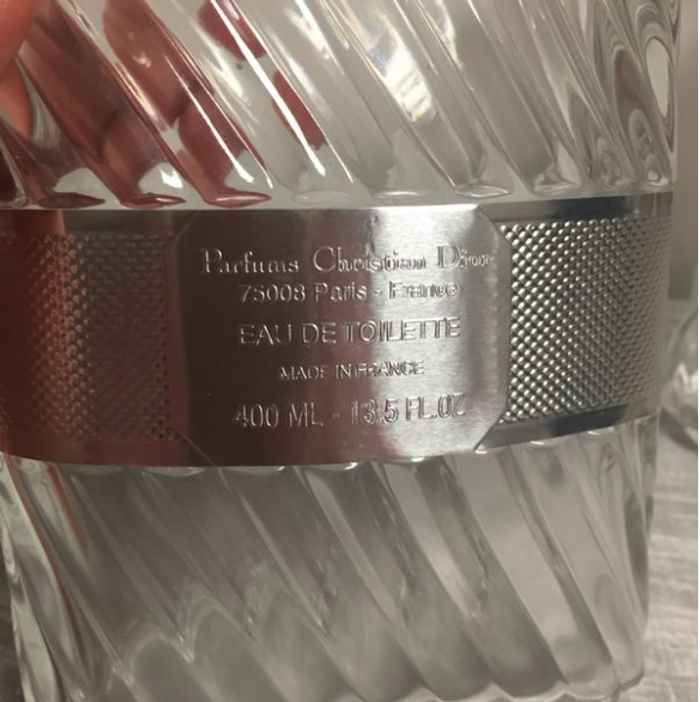 Parfums Christian Dior
75008 Paris - France
EAU DE TOILETTE
MADE IN FRANCE
400 ML - 13.5 FL.OZ